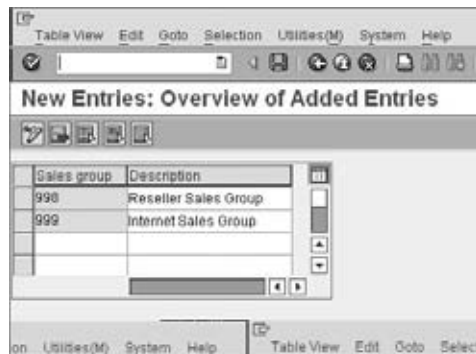 Table View Edit Goto Selection Utilities(M) System Help
New Entries: Overview of Added Entries
Sales group Description
998 Reseller Sales Group
999 Internet Sales Group
on Utilities(M) System Help
Table View Edit Goto Selec